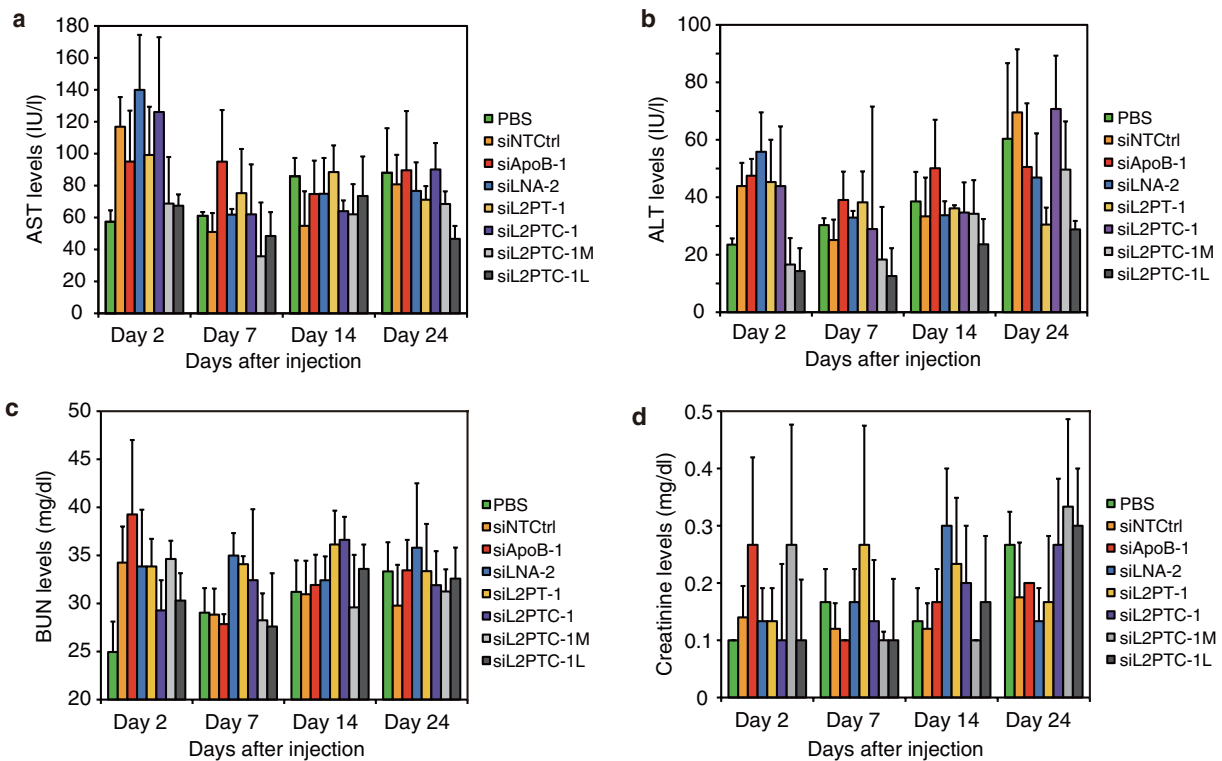 a
AST levels (IU/l)
180
160
140
120
100
80
60
40
20
0
Day 2 Day 7 Day 14 Day 24
Days after injection
PBS
siNTCtrl
siApoB-1
siLNA-2
siL2PT-1
siL2PTC-1
siL2PTC-1M
siL2PTC-1L
b
ALT levels (IU/l)
100
80
60
40
20
0
Day 2 Day 7 Day 14 Day 24
Days after injection
PBS
siNTCtrl
siApoB-1
siLNA-2
siL2PT-1
siL2PTC-1
siL2PTC-1M
siL2PTC-1L
c
BUN levels (mg/dl)
50
45
40
35
30
25
20
Day 2 Day 7 Day 14 Day 24
Days after injection
PBS
siNTCtrl
siApoB-1
siLNA-2
siL2PT-1
siL2PTC-1
siL2PTC-1M
siL2PTC-1L
d
Creatinine levels (mg/dl)
0.5
0.4
0.3
0.2
0.1
0
Day 2 Day 7 Day 14 Day 24
Days after injection
PBS
siNTCtrl
siApoB-1
siLNA-2
siL2PT-1
siL2PTC-1
siL2PTC-1M
siL2PTC-1L